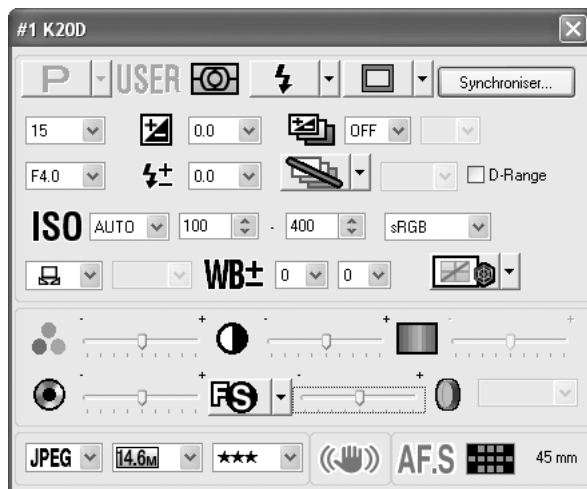 #1 K20D
P USER Synchroniser...
15 0.0 OFF
F4.0 0.0 D-Range
ISO AUTO 100 - 400 sRGB
WB± 0 0
- + - + - +
- + FS - +
JPEG 14.6M ★★★ AF.S 45 mm